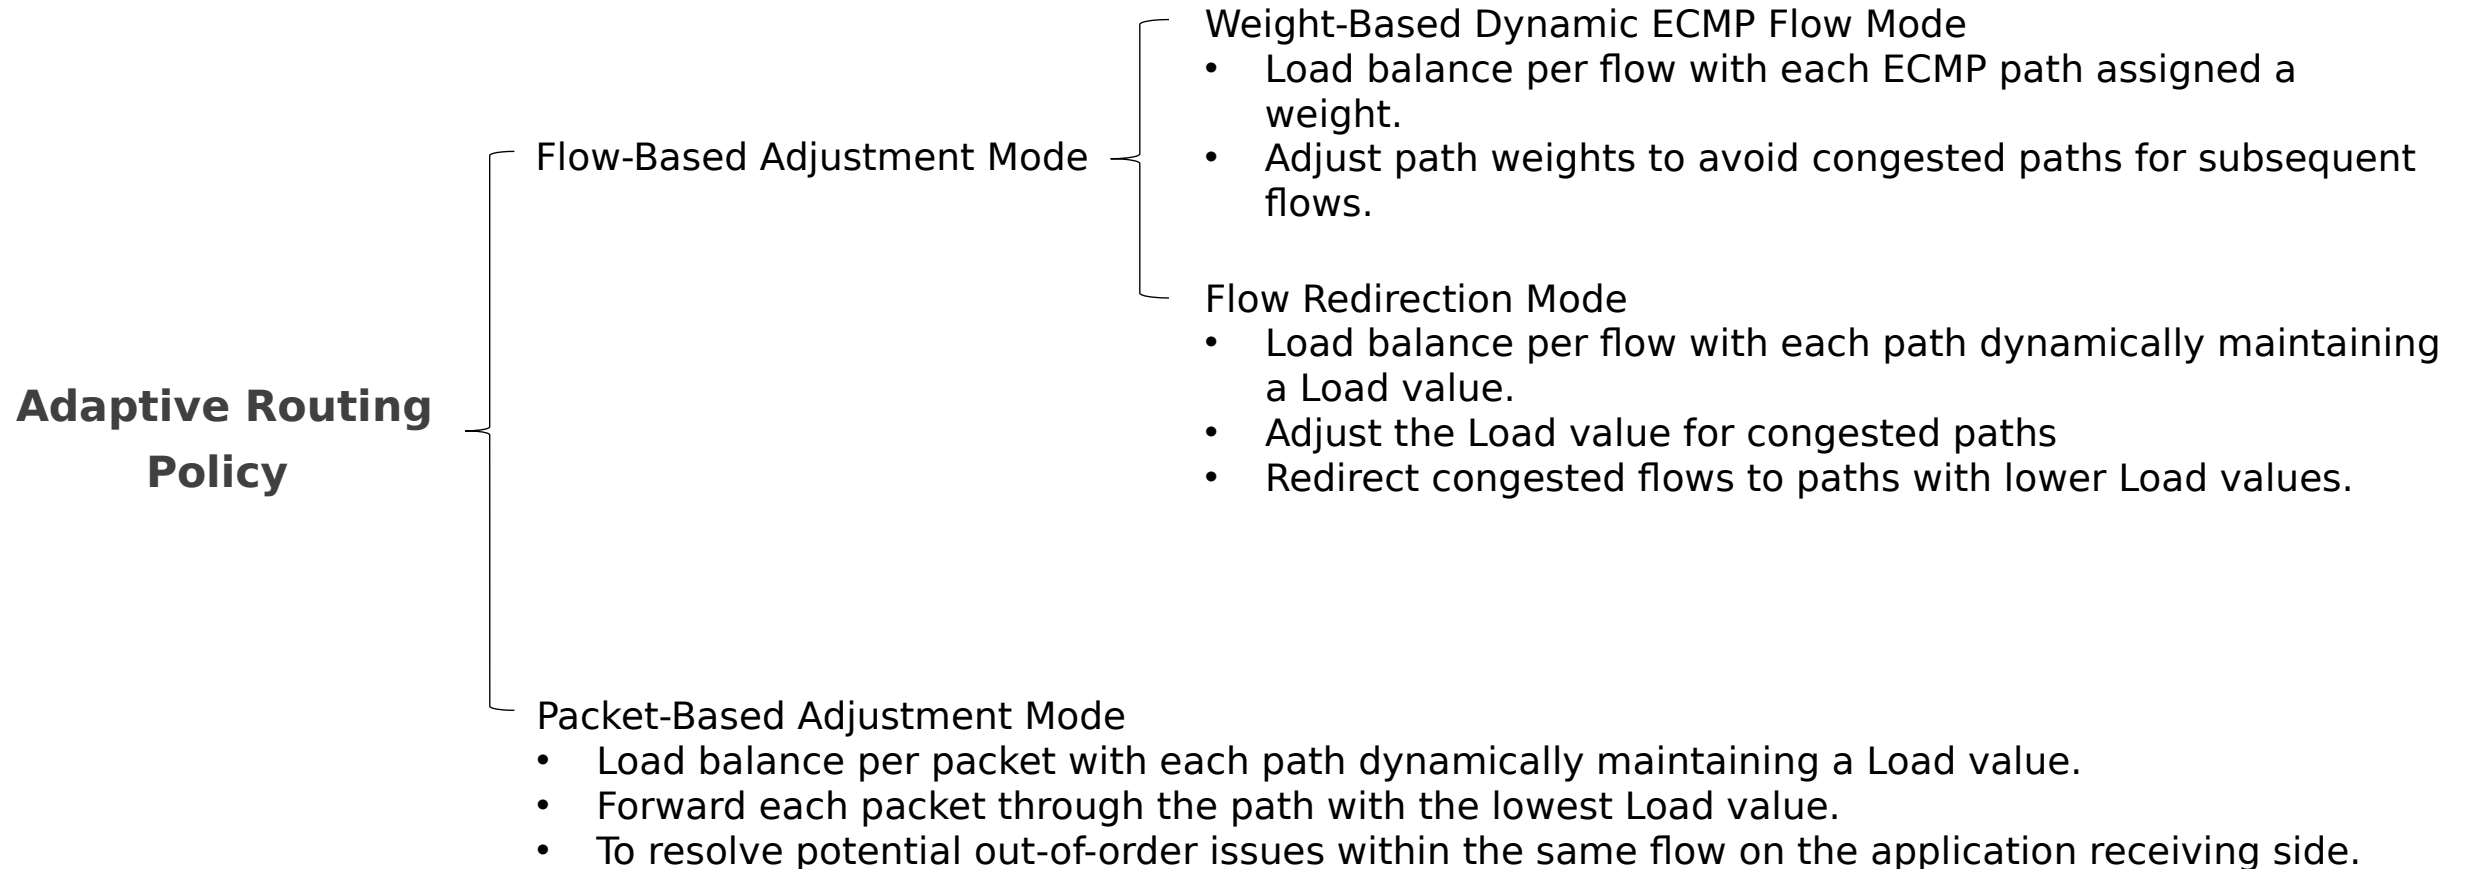 Adaptive Routing
Policy
Flow-Based Adjustment Mode
Weight-Based Dynamic ECMP Flow Mode
• Load balance per flow with each ECMP path assigned a
weight.
• Adjust path weights to avoid congested paths for subsequent
flows.
Flow Redirection Mode
• Load balance per flow with each path dynamically maintaining
a Load value.
• Adjust the Load value for congested paths
• Redirect congested flows to paths with lower Load values.
Packet-Based Adjustment Mode
• Load balance per packet with each path dynamically maintaining a Load value.
• Forward each packet through the path with the lowest Load value.
• To resolve potential out-of-order issues within the same flow on the application receiving side.